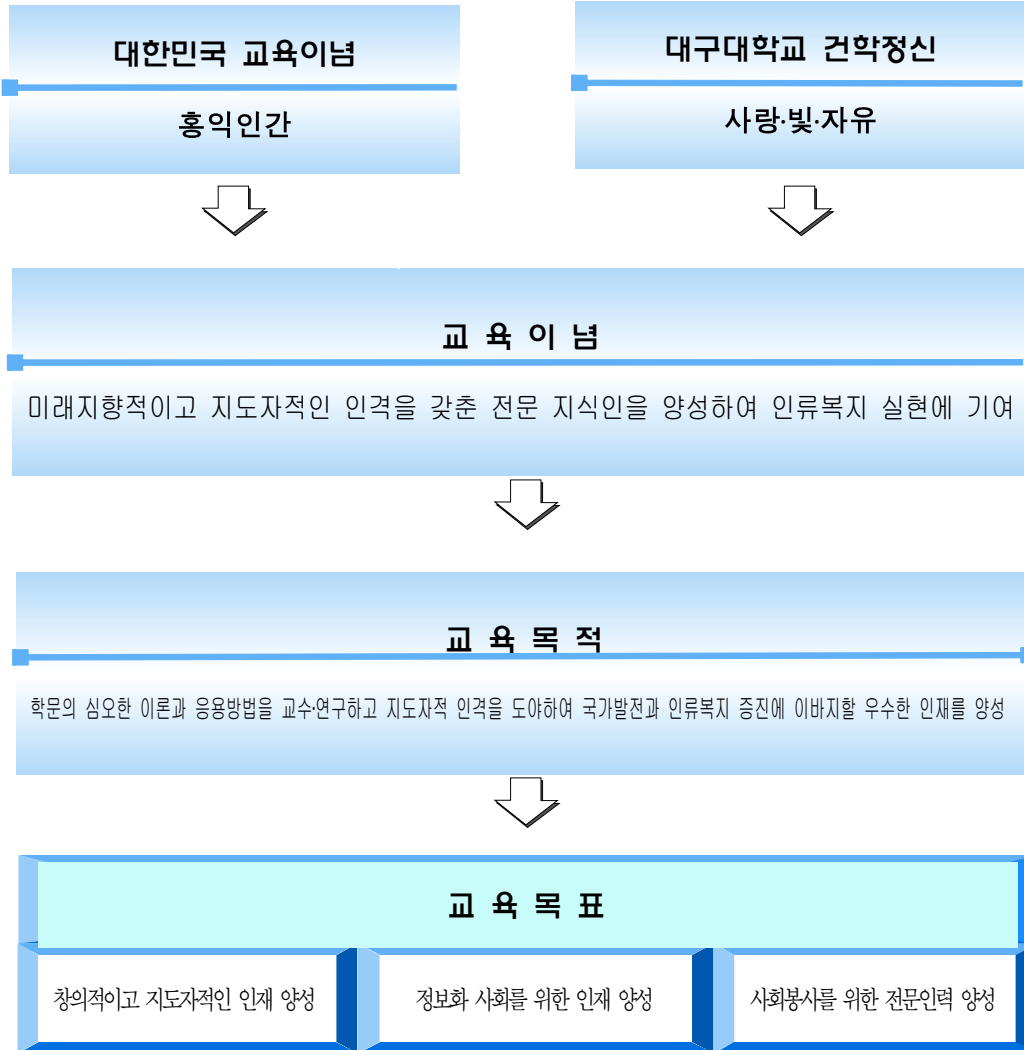 대한민국 교육이념
홍익인간
대구대학교 건학정신
사랑·빛·자유
교 육 이 념
미래지향적이고 지도자적인 인격을 갖춘 전문 지식인을 양성하여 인류복지 실현에 기여
교 육 목 적
학문의 심오한 이론과 응용방법을 교수·연구하고 지도자적 인격을 도야하여 국가발전과 인류복지 증진에 이바지할 우수한 인재를 양성
교 육 목 표
창의적이고 지도자적인 인재 양성
정보화 사회를 위한 인재 양성
사회봉사를 위한 전문인력 양성